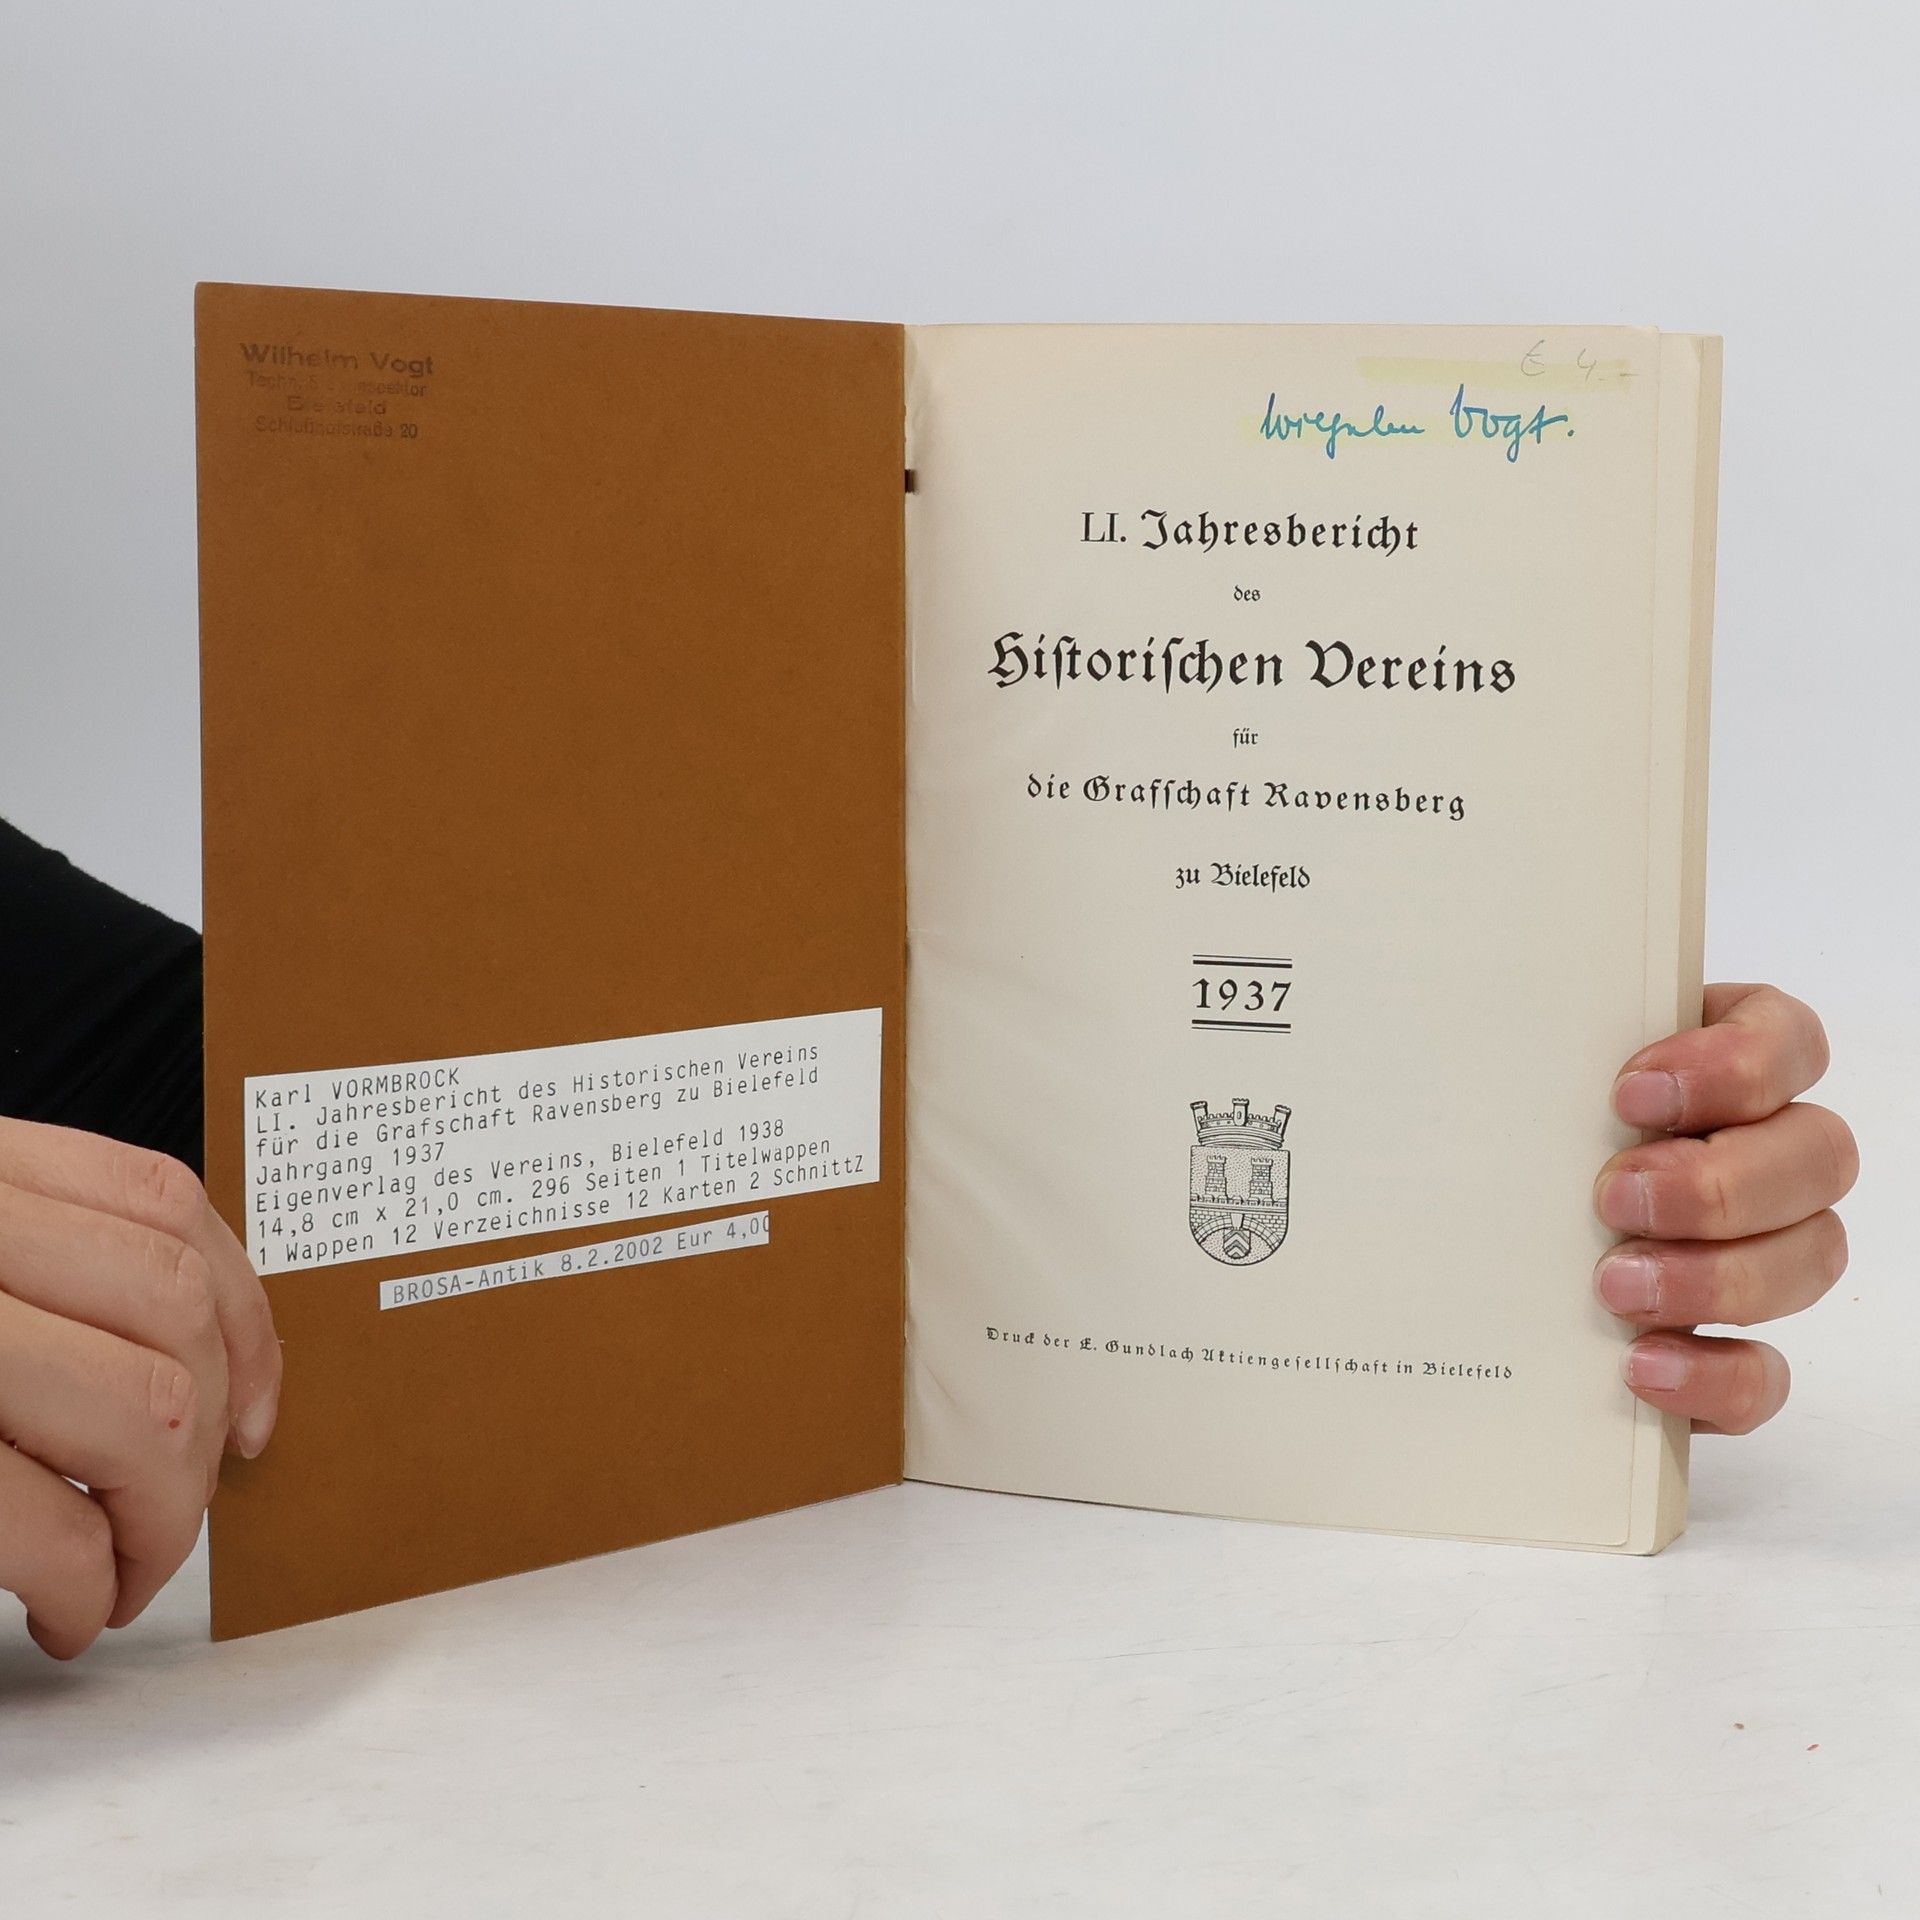 Wilhelm Vogt
Bielefeld
20
Karl VORMBROCK
LI. Jahresbericht des Historischen Vereins
für die Grafschaft Ravensberg zu Bielefeld
Jahrgang 1937
Eigenverlag des Vereins, Bielefeld 1938
14,8 cm x 21,0 cm. 296 Seiten 1 Titelwappen
1 Wappen 12 Verzeichnisse 12 Karten 2 SchnittZ
BROSA-Antik 8.2.2002 Eur 4,00
€ 4.-
Vogt.
LI. Jahresbericht
des
Hiſtoriſchen Vereins
für
die Grafſchaft Ravensberg
zu Bielefeld
1937
Druck der E. Gundlach Aktiengeſellſchaft in Bielefeld